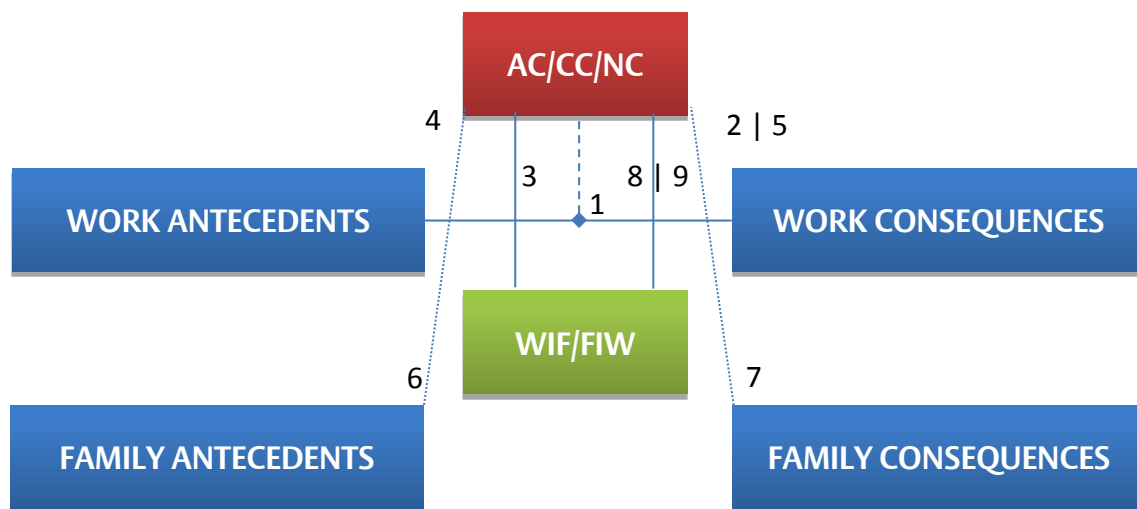 AC/CC/NC
4
2 | 5
3
8 | 9
WORK ANTECEDENTS
1
WORK CONSEQUENCES
WIF/FIW
6
7
FAMILY ANTECEDENTS
FAMILY CONSEQUENCES